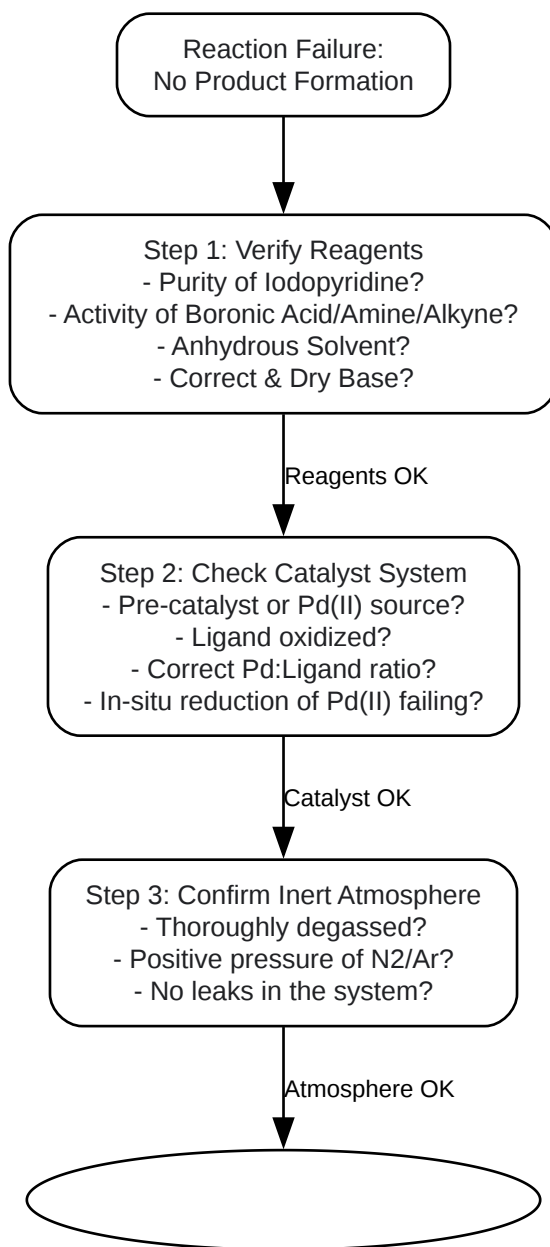 Reaction Failure:
No Product Formation
Step 1: Verify Reagents
- Purity of Iodopyridine?
- Activity of Boronic Acid/Amine/Alkyne?
- Anhydrous Solvent?
- Correct & Dry Base?
Reagents OK
Step 2: Check Catalyst System
- Pre-catalyst or Pd(II) source?
- Ligand oxidized?
- Correct Pd:Ligand ratio?
- In-situ reduction of Pd(II) failing?
Catalyst OK
Step 3: Confirm Inert Atmosphere
- Thoroughly degassed?
- Positive pressure of N2/Ar?
- No leaks in the system?
Atmosphere OK